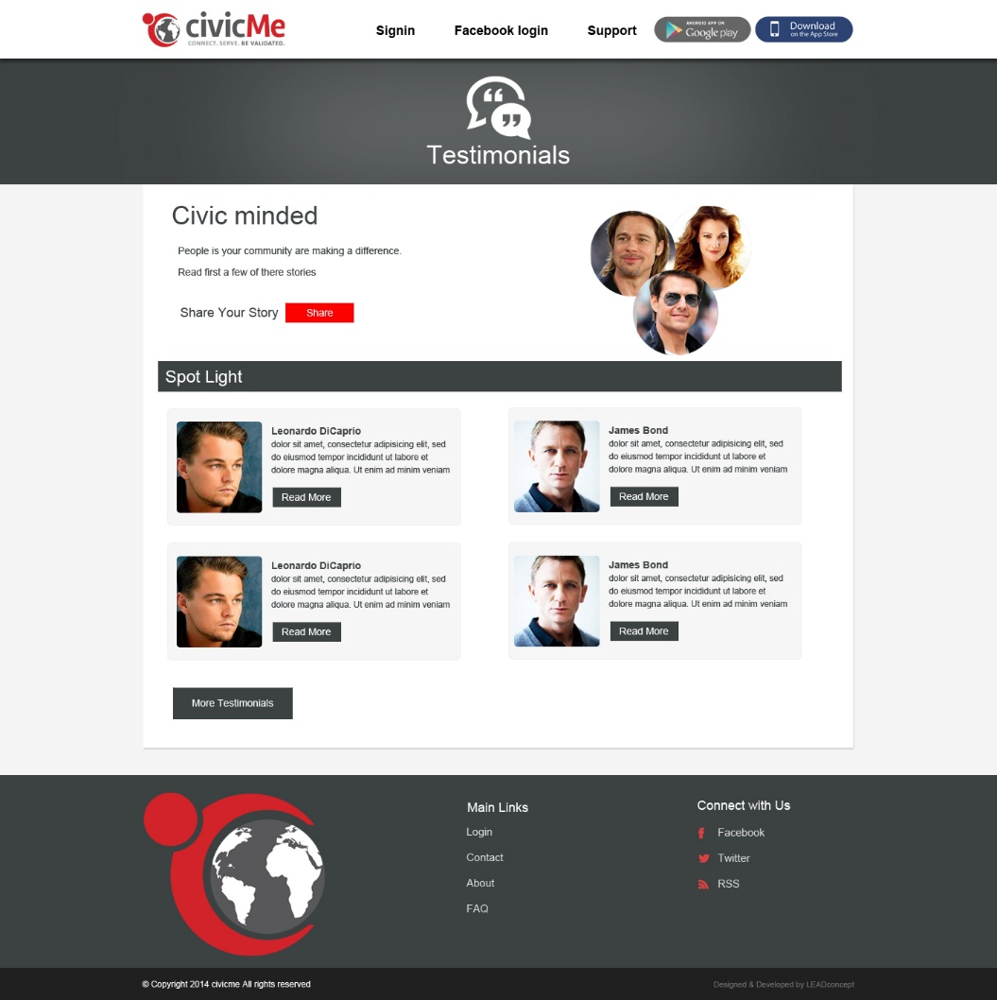 civicMe
CONNECT. SERVE. BE VALIDATED.
Signin
Facebook login
Support
ANDROID APP ON
Google play
Download
on the App Store
Testimonials
Civic minded
People is your community are making a difference.
Read first a few of there stories
Share Your Story
Share
Spot Light
Leonardo DiCaprio
dolor sit amet, consectetur adipisicing elit, sed
do eiusmod tempor incididunt ut labore et
dolore magna aliqua. Ut enim ad minim veniam
Read More
James Bond
dolor sit amet, consectetur adipisicing elit, sed
do eiusmod tempor incididunt ut labore et
dolore magna aliqua. Ut enim ad minim veniam
Read More
Leonardo DiCaprio
dolor sit amet, consectetur adipisicing elit, sed
do eiusmod tempor incididunt ut labore et
dolore magna aliqua. Ut enim ad minim veniam
Read More
James Bond
dolor sit amet, consectetur adipisicing elit, sed
do eiusmod tempor incididunt ut labore et
dolore magna aliqua. Ut enim ad minim veniam
Read More
More Testimonials
Main Links
Login
Contact
About
FAQ
Connect with Us
Facebook
Twitter
RSS
© Copyright 2014 civicme All rights reserved
Designed & Developed by LEADconcept